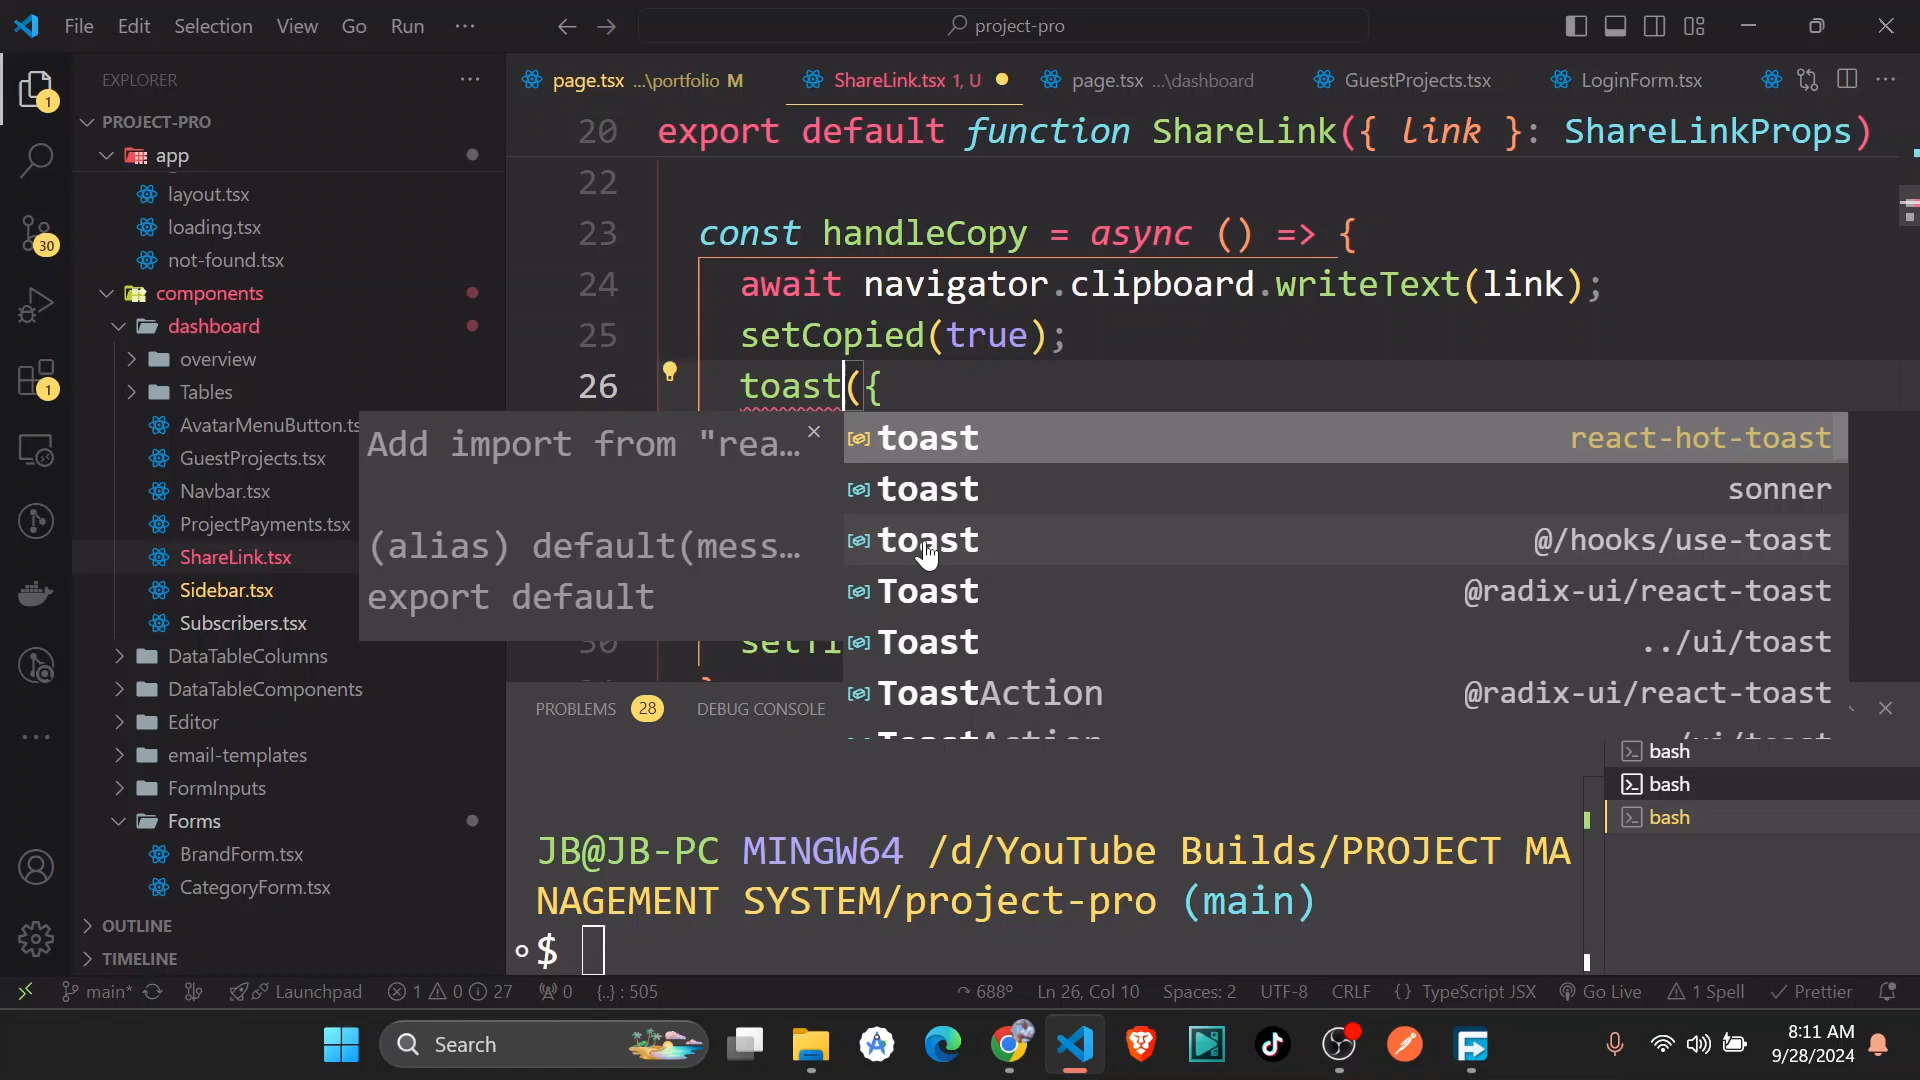 File Edit Selection View Go Run ···
project-pro
EXPLORER
PROJECT-PRO
app
layout.tsx
loading.tsx
not-found.tsx
components
dashboard
overview
Tables
AvatarMenuButton.ts
GuestProjects.tsx
Navbar.tsx
ProjectPayments.tsx
ShareLink.tsx
Sidebar.tsx
Subscribers.tsx
DataTableColumns
DataTableComponents
Editor
email-templates
FormInputs
Forms
BrandForm.tsx
CategoryForm.tsx
OUTLINE
TIMELINE
1
30
1
page.tsx ...\portfolio M
ShareLink.tsx 1, U
page.tsx ...\dashboard
GuestProjects.tsx
LoginForm.tsx
20 export default function ShareLink({ link }: ShareLinkProps)
22
23 const handleCopy = async () => {
24 await navigator.clipboard.writeText(link);
25 setCopied(true);
26 toast({
Add import from "rea...
(alias) default(mess...
export default
toast react-hot-toast
toast sonner
toast @/hooks/use-toast
Toast @radix-ui/react-toast
Toast ../ui/toast
ToastAction @radix-ui/react-toast
PROBLEMS 28 DEBUG CONSOLE
bash
bash
bash
JB@JB-PC MINGW64 /d/YouTube Builds/PROJECT MA
NAGEMENT SYSTEM/project-pro (main)
$
main* Launchpad 1 0 27 0 {..} : 505 688° Ln 26, Col 10 Spaces: 2 UTF-8 CRLF {} TypeScript JSX Go Live 1 Spell Prettier
Search
8:11 AM
9/28/2024